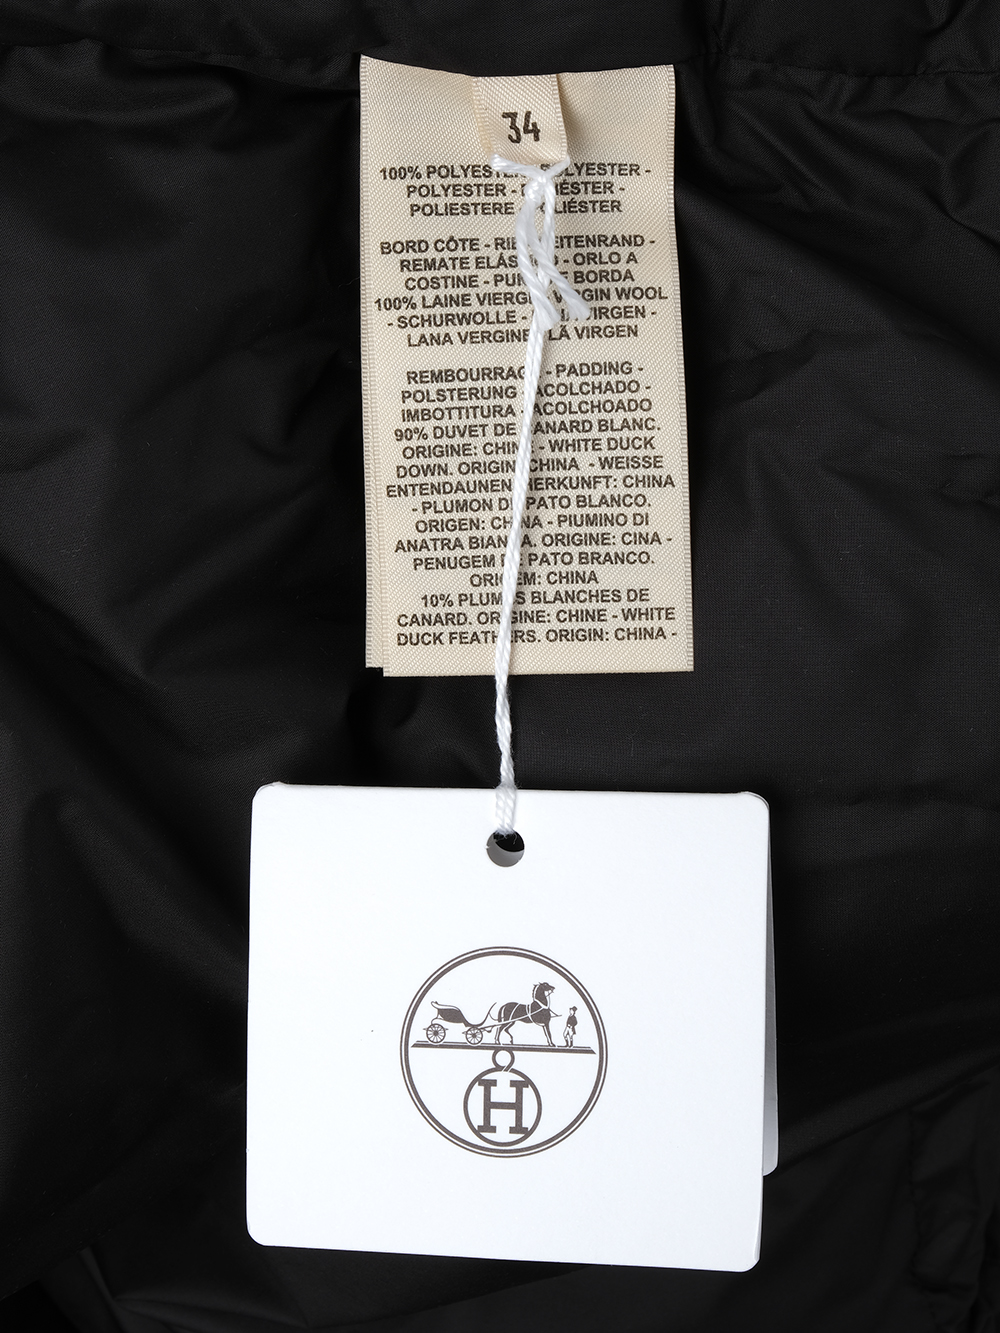 34
100% POLYESTER - POLYESTER -
POLYESTER - POLIÉSTER -
POLIESTERE - POLIÉSTER
BORD CÔTE - RIB - SEITENRAND -
REMATE ELÁSTICO - ORLO A
COSTINE - PUNHO E BORDA
100% LAINE VIERGE - VIRGIN WOOL
- SCHURWOLLE - LANA VIRGEN -
LANA VERGINE - LÃ VIRGEN
REMBOURRAGE - PADDING -
POLSTERUNG - ACOLCHADO -
IMBOTTITURA - ACOLCHOADO
90% DUVET DE CANARD BLANC.
ORIGINE: CHINE - WHITE DUCK
DOWN. ORIGIN: CHINA - WEISSE
ENTENDAUNEN. HERKUNFT: CHINA
- PLUMON DE PATO BLANCO.
ORIGEN: CHINA - PIUMINO DI
ANATRA BIANCA. ORIGINE: CINA -
PENUGEM DE PATO BRANCO.
ORIGEM: CHINA
10% PLUMES BLANCHES DE
CANARD. ORIGINE: CHINE - WHITE
DUCK FEATHERS. ORIGIN: CHINA -
H